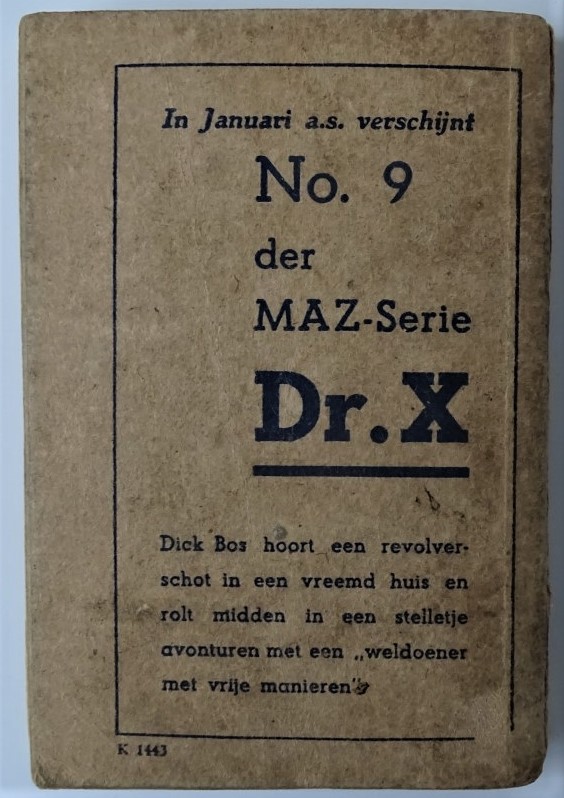 In Januari a.s. verschijnt
No. 9
der
MAZ-Serie
Dr. X
Dick Bos hoort een revolver-
schot in een vreemd huis en
rolt midden in een stelletje
avonturen met een „weldoener
met vrije manieren”
K 1443